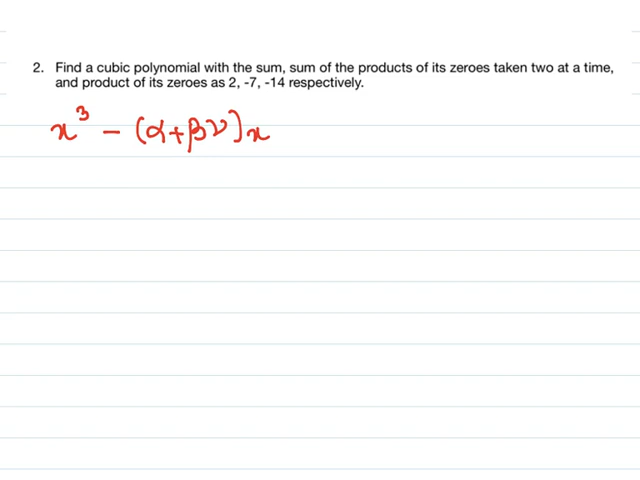 2. Find a cubic polynomial with the sum, sum of the products of its zeroes taken two at a time,
and product of its zeroes as 2, -7, -14 respectively.
x³ - (α+βν)x